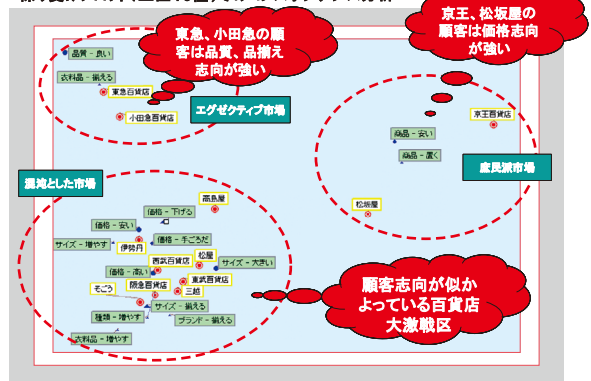 東急、小田急の顧
客は品質、品揃え
志向が強い
京王、松坂屋の
顧客は価格志向
が強い
品質 – 良い
衣料品 – 揃える
東急百貨店
小田急百貨店
エグゼクティブ市場
京王百貨店
商品 – 安い
商品 – 置く
庶民派市場
松坂屋
混沌とした市場
高島屋
価格 – 下げる
価格 – 安い
価格 – 手ごろだ
サイズ – 増やす
伊勢丹
松屋
西武百貨店
サイズ – 大きい
価格 – 高い
東武百貨店
阪急百貨店
三越
そごう
サイズ – 揃える
種類 – 増やす
ブランド – 揃える
衣料品 – 増やす
顧客志向が似か
よっている百貨店
大激戦区